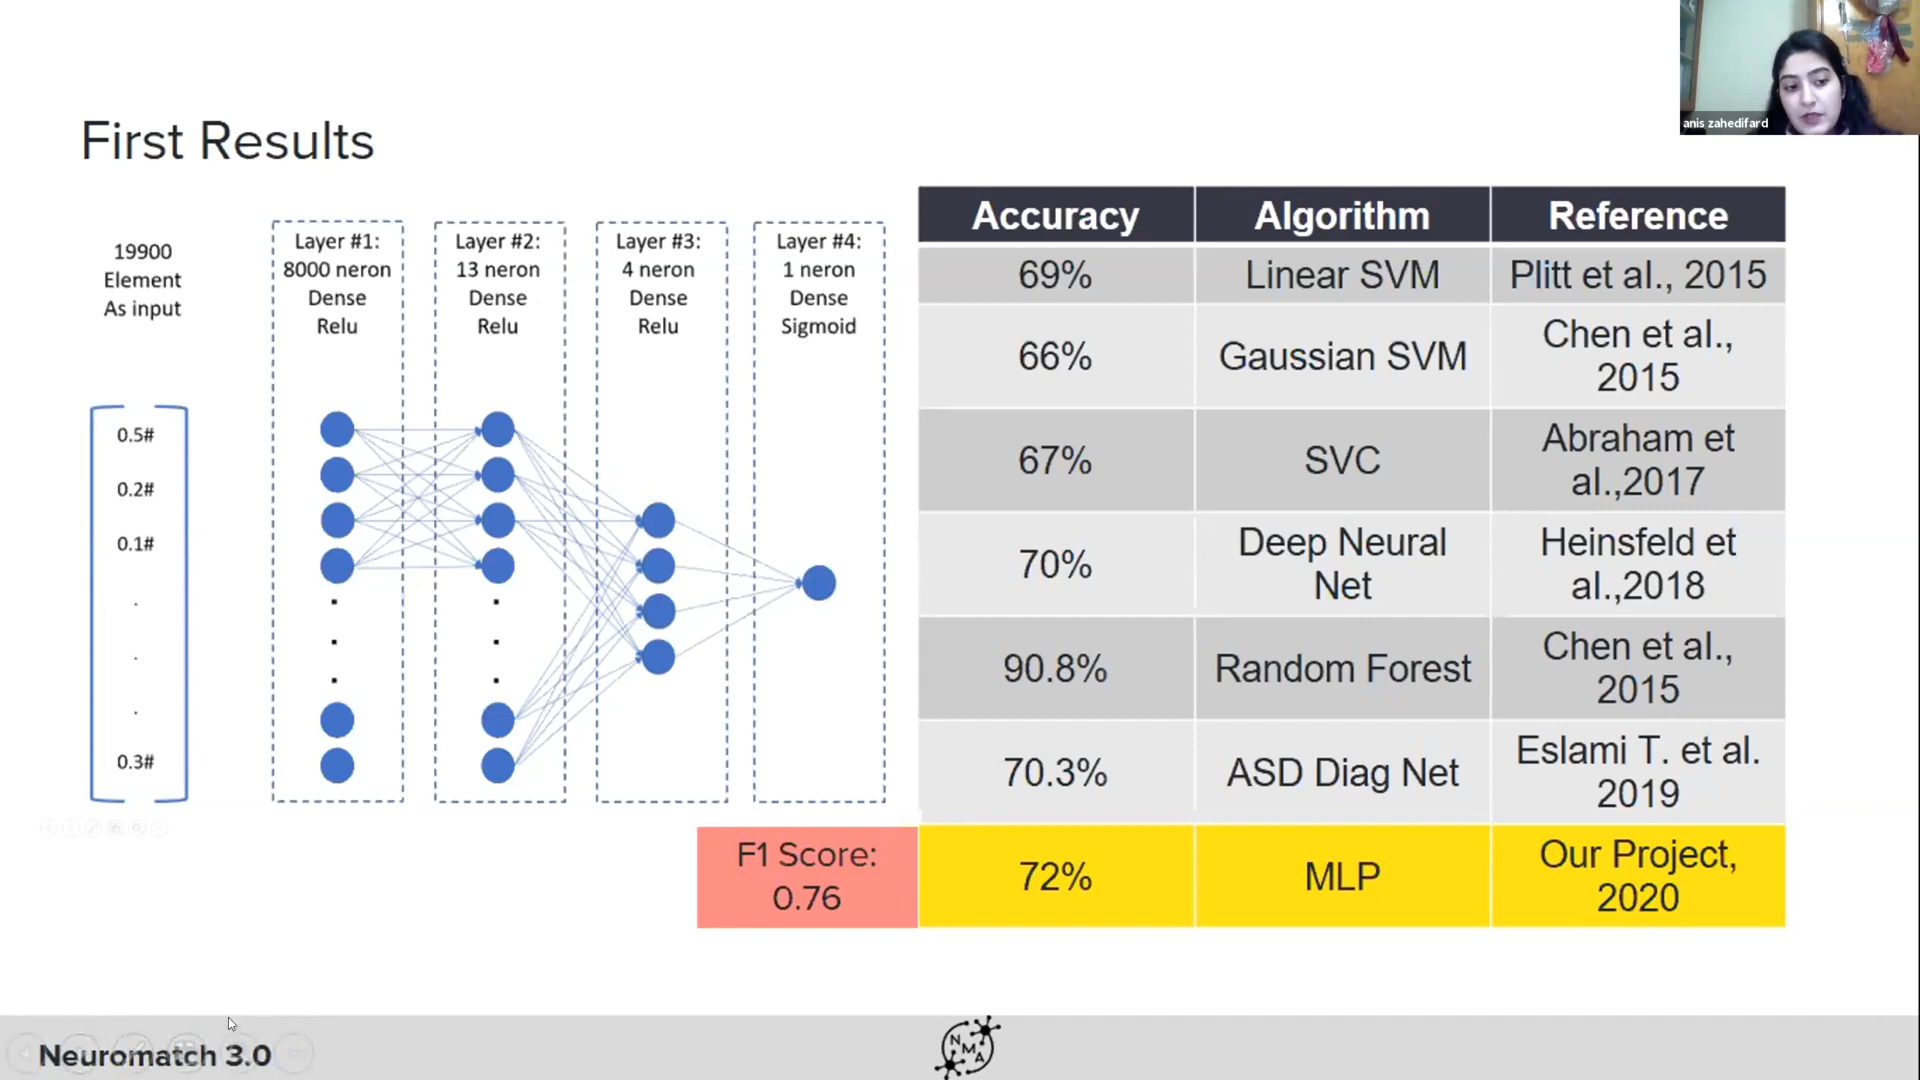 anis zahedifard
First Results
19900
Element
As input
Layer #1:
8000 neron
Dense
Relu
Layer #2:
13 neron
Dense
Relu
Layer #3:
4 neron
Dense
Relu
Layer #4:
1 neron
Dense
Sigmoid
0.5#
0.2#
0.1#
.
.
.
0.3#
Accuracy Algorithm Reference
69% Linear SVM Plitt et al., 2015
66% Gaussian SVM Chen et al.,
2015
67% SVC Abraham et
al.,2017
70% Deep Neural
Net
Heinsfeld et
al.,2018
90.8% Random Forest Chen et al.,
2015
70.3% ASD Diag Net Eslami T. et al.
2019
F1 Score:
0.76
72% MLP Our Project,
2020
Neuromatch 3.0
NMA